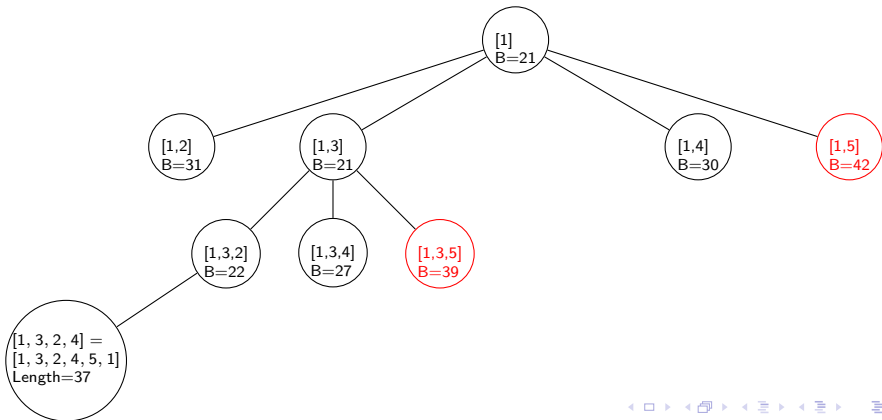 [1]
B=21
[1,2]
B=31
[1,3]
B=21
[1,4]
B=30
[1,5]
B=42
[1,3,2]
B=22
[1,3,4]
B=27
[1,3,5]
B=39
[1, 3, 2, 4] =
[1, 3, 2, 4, 5, 1]
Length=37